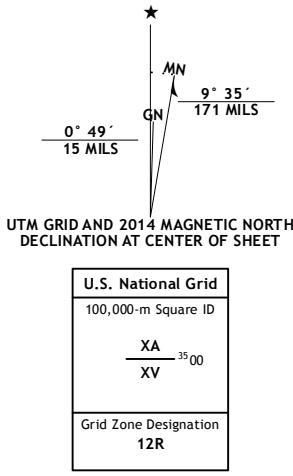 ★
MN
9° 35´
171 MILS
GN
0° 49´
15 MILS
UTM GRID AND 2014 MAGNETIC NORTH
DECLINATION AT CENTER OF SHEET
U.S. National Grid
100,000-m Square ID
XA
3500
XV
Grid Zone Designation
12R